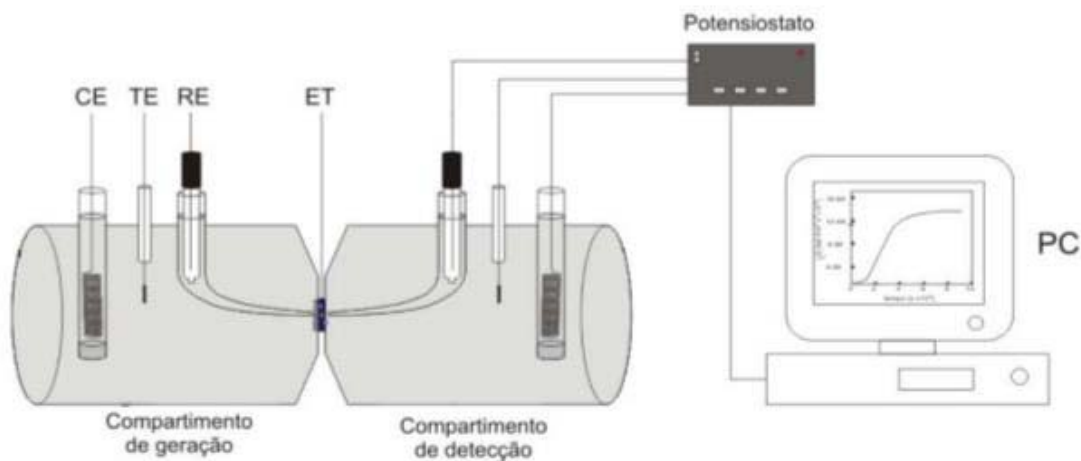 Potensiostato
CE TE RE ET
PC
Compartimento
de geração
Compartimento
de detecção